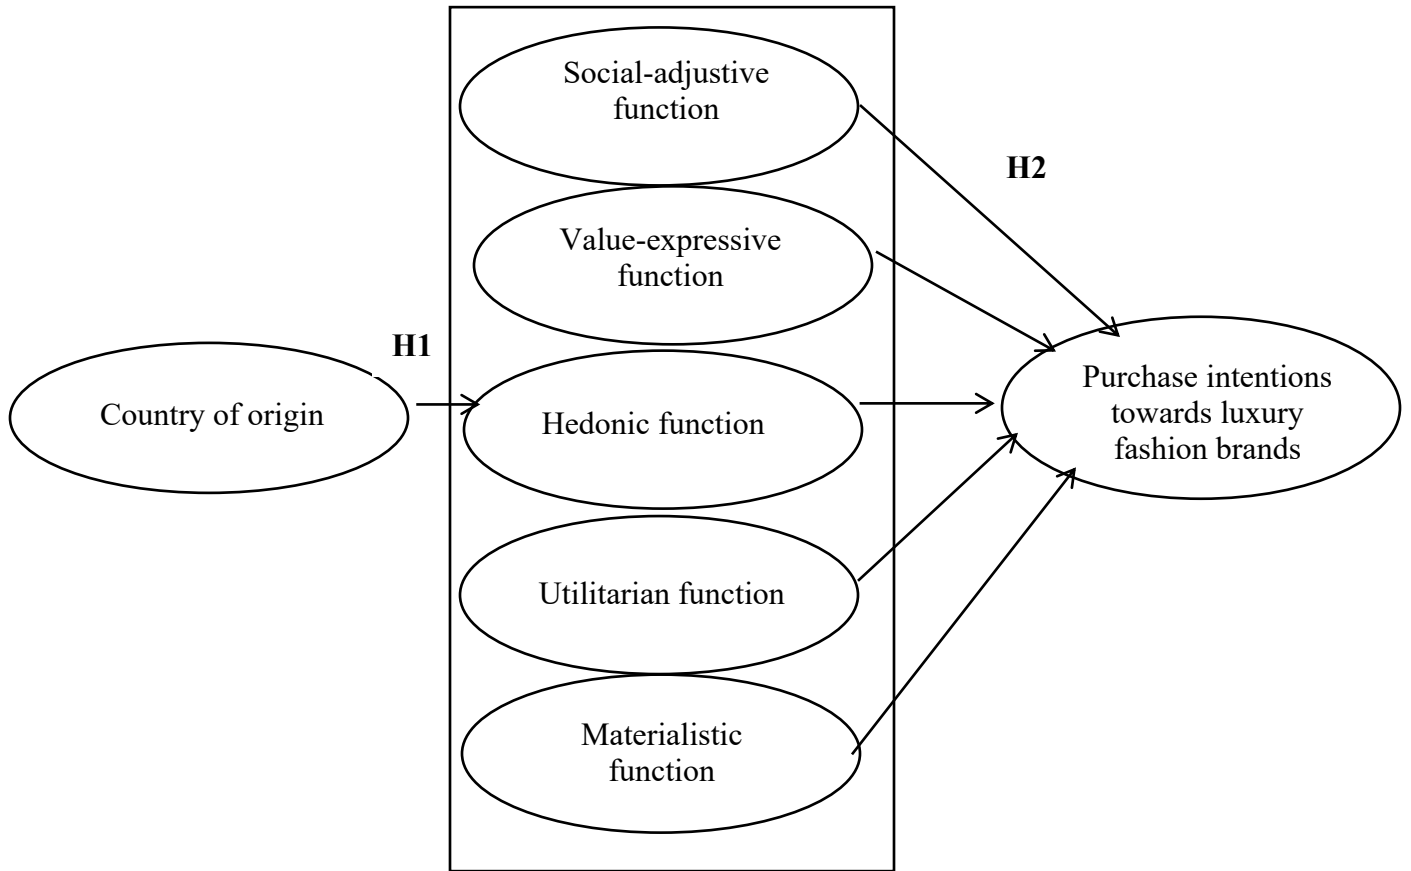 Social-adjustive
function
H2
Value-expressive
function
H1
Country of origin
Hedonic function
Purchase intentions
towards luxury
fashion brands
Utilitarian function
Materialistic
function